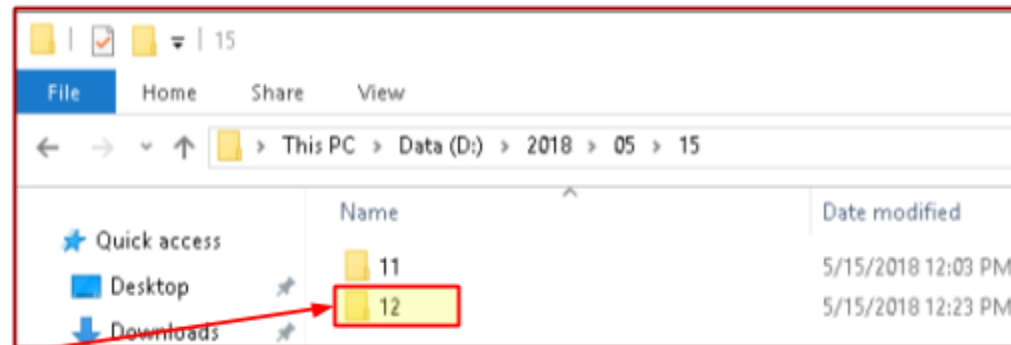 15
File Home Share View
This PC > Data (D:) > 2018 > 05 > 15
Name Date modified
Quick access
11 5/15/2018 12:03 PM
Desktop
12 5/15/2018 12:23 PM
Downloads